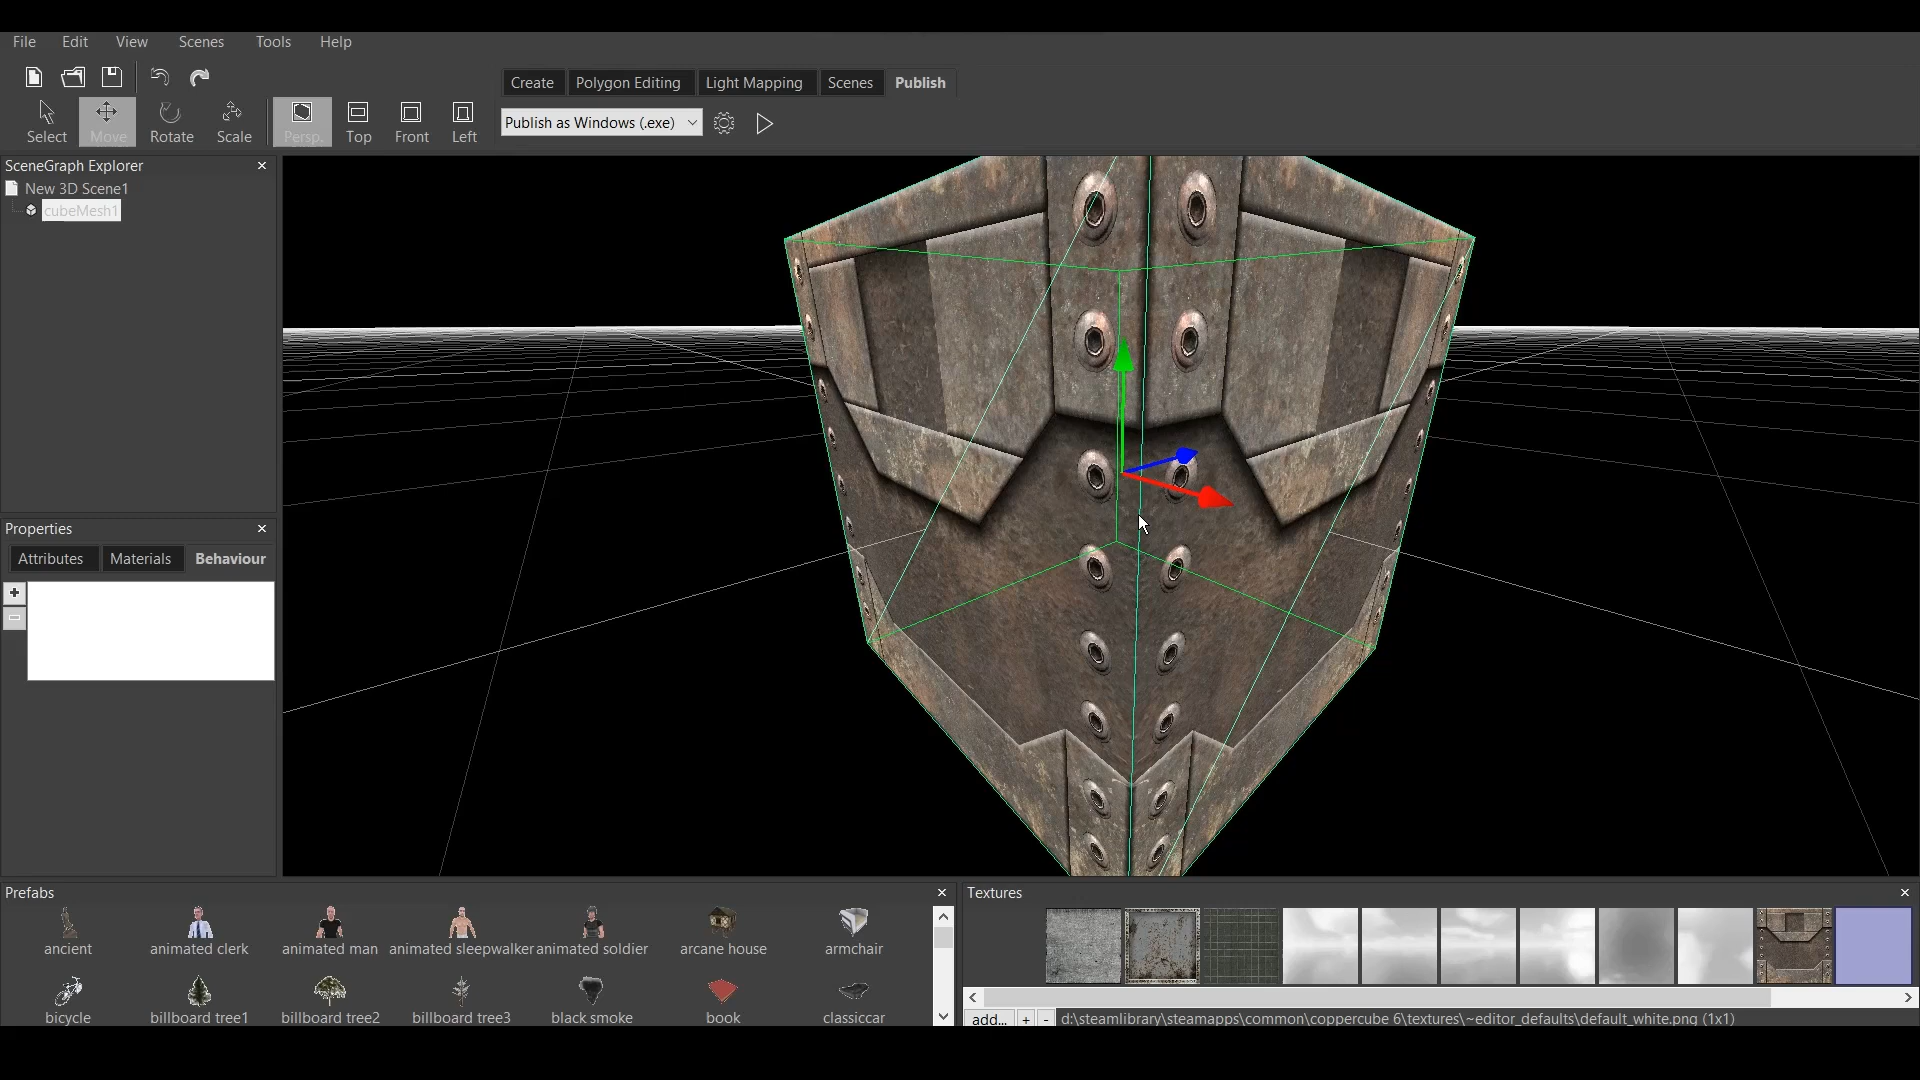 File Edit View Scenes Tools Help
Create Polygon Editing Light Mapping Scenes Publish
Select Move Rotate Scale Persp. Top Front Left
Publish as Windows (.exe)
SceneGraph Explorer
New 3D Scene1
cubeMesh1
Properties
Attributes Materials Behaviour
+
-
Prefabs
ancient animated clerk animated man animated sleepwalker animated soldier arcane house armchair
bicycle billboard tree1 billboard tree2 billboard tree3 black smoke book classiccar
Textures
add... + - d:\steamlibrary\steamapps\common\coppercube 6\textures\~editor_defaults\default_white.png (1x1)